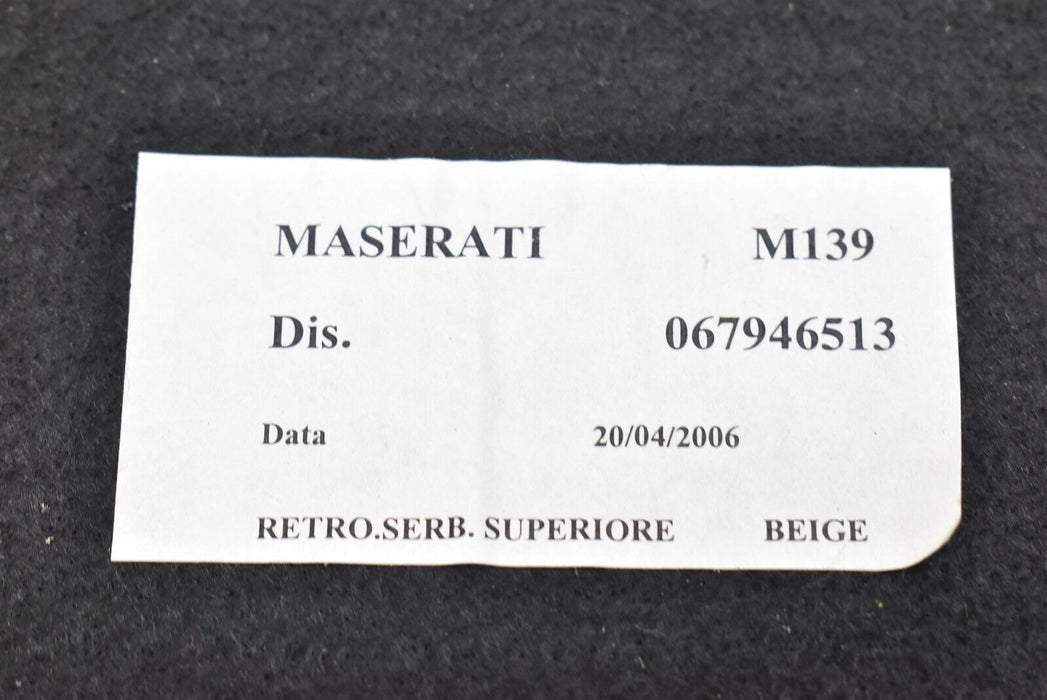 MASERATI M139
Dis. 067946513
Data 20/04/2006
RETRO.SERB. SUPERIORE BEIGE